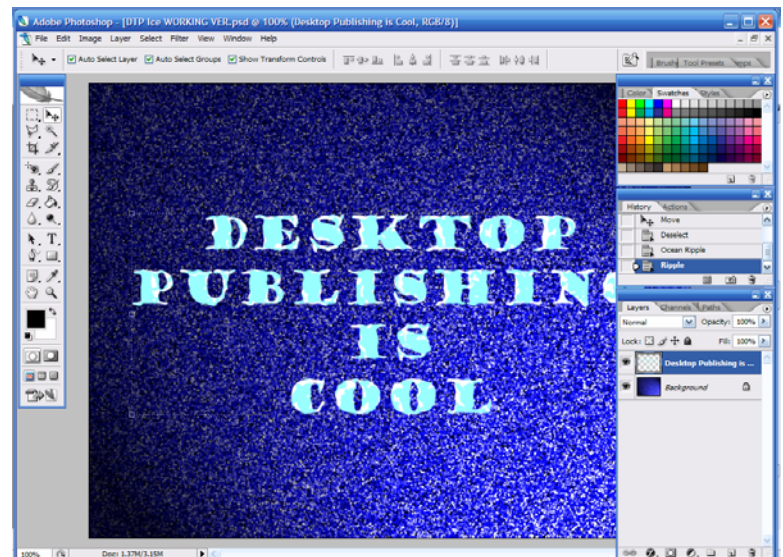 Adobe Photoshop - [DTP Ice WORKING VER.psd @ 100% (Desktop Publishing is Cool, RGB/8)]
File Edit Image Layer Select Filter View Window Help
Auto Select Layer Auto Select Groups Show Transform Controls
Brush Tool Presets omps
Color Swatches Styles
DESKTOP
PUBLISHING
IS
COOL
History Actions
Move
Deselect
Ocean Ripple
Ripple
Layers Channels Paths
Normal Opacity: 100%
Lock: Fill: 100%
Desktop Publishing is ...
Background
100% Doc: 1.37M/3.15M